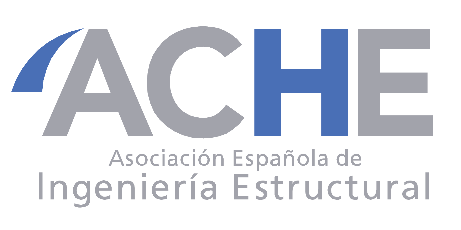 ACHE
Asociación Española de
Ingeniería Estructural